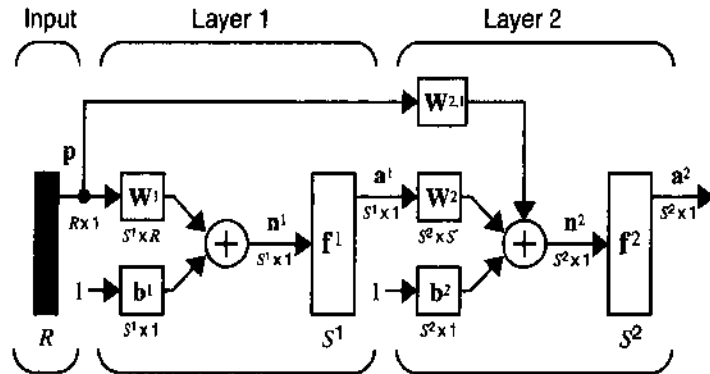 Input Layer 1 Layer 2
W²,¹
p a¹ a²
W¹ n¹ f¹ W² n² f²
R x 1 S¹ x R S¹ x 1 S¹ x 1 S² x 1 S² x 1
1 b¹ 1 b²
R S¹ x 1 S¹ S² x 1 S²